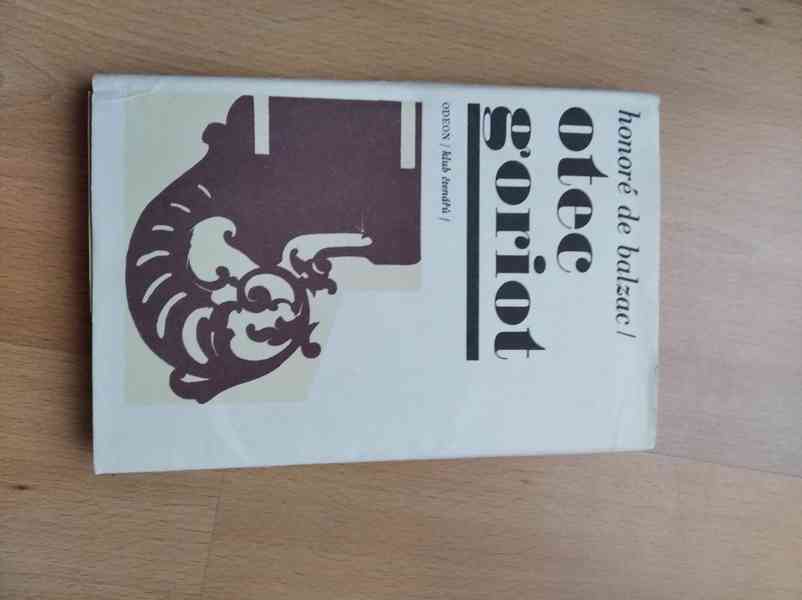 honoré de balzac/
otec
goriot
ODEON / klub čtenářů /